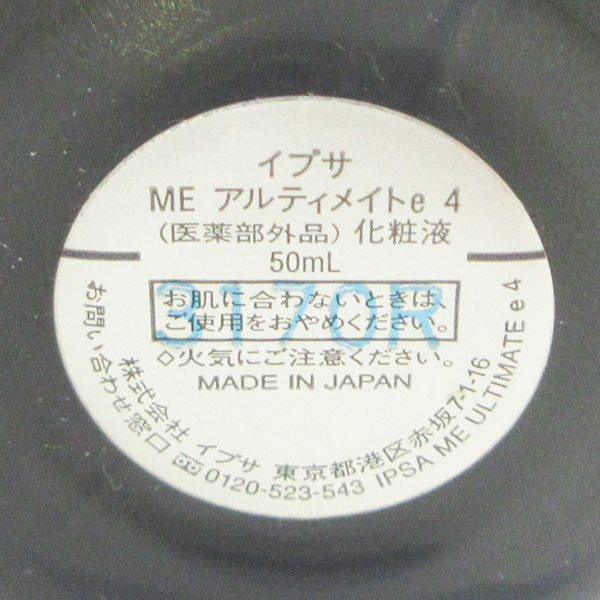 イプサ
ME アルティメイトe 4
(医薬部外品) 化粧液
50mL
3170R
お肌に合わないときは、
ご使用をおやめください。
◇火気にご注意ください。
MADE IN JAPAN
株式会社 イプサ 東京都港区赤坂7-1-16
お問い合わせ窓口 0120-523-543 IPSA ME ULTIMATE e 4